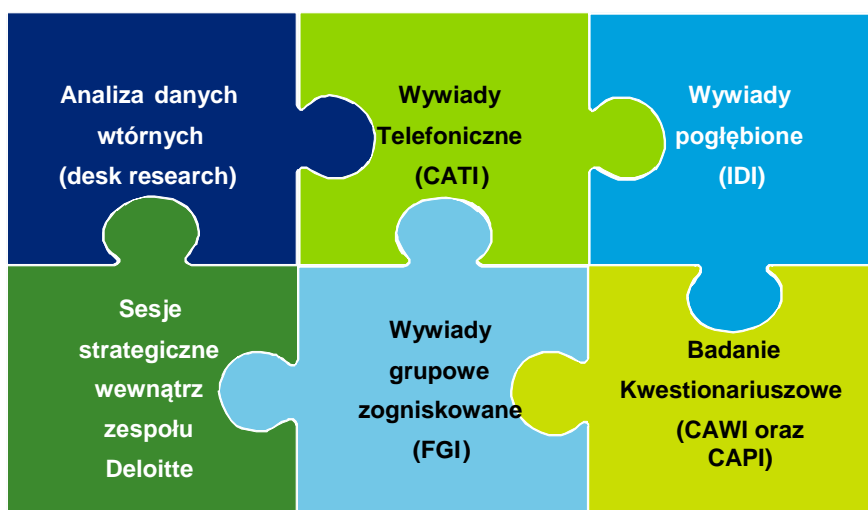 Analiza danych
wtórnych
(desk research)
Wywiady
Telefoniczne
(CATI)
Wywiady
pogłębione
(IDI)
Sesje
strategiczne
wewnątrz
zespołu
Deloitte
Wywiady
grupowe
zogniskowane
(FGI)
Badanie
Kwestionariuszowe
(CAWI oraz
CAPI)